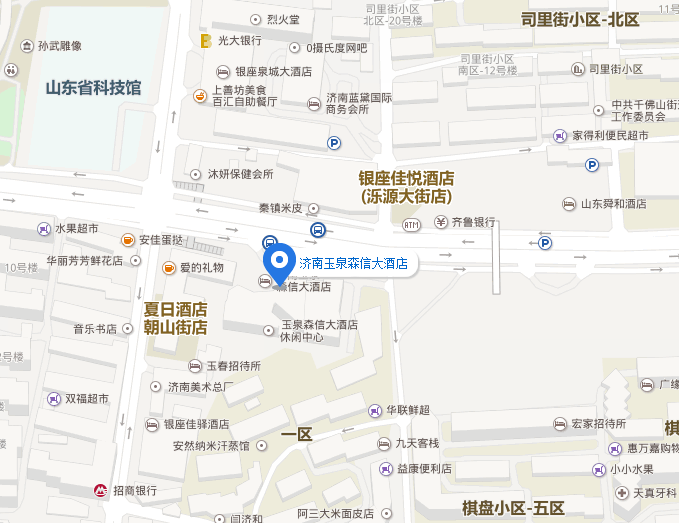 烈火堂
司里街小区
北区-20号楼
司里街小区-北区
11号
孙武雕像
光大银行
0摄氏度网吧
司里街小区
南区-12号楼
司里街小区
银座泉城大酒店
山东省科技馆
上善坊美食
百汇自助餐厅
济南蓝黛国际
商务会所
中共千佛山街
工作委员会
家得利便民超市
沐妍保健会所
银座佳悦酒店
(泺源大街店)
秦镇米皮
山东舜和酒店
水果超市
安佳蛋挞
ATM
齐鲁银行
华丽芳芳鲜花店
10号楼
爱的礼物
济南玉泉森信大酒店
森信大酒店
夏日酒店
朝山街店
音乐书店
玉泉森信大酒店
休闲中心
2号楼
玉春招待所
济南美术总厂
广缘
双福超市
华联鲜超
银座佳驿酒店
一区
宏家招待所
棋
安然纳米汗蒸馆
九天客栈
惠万嘉购物
益康便利店
小小水果
招商银行
天真牙科
阿三大米面皮店
棋盘小区-五区
闫济和